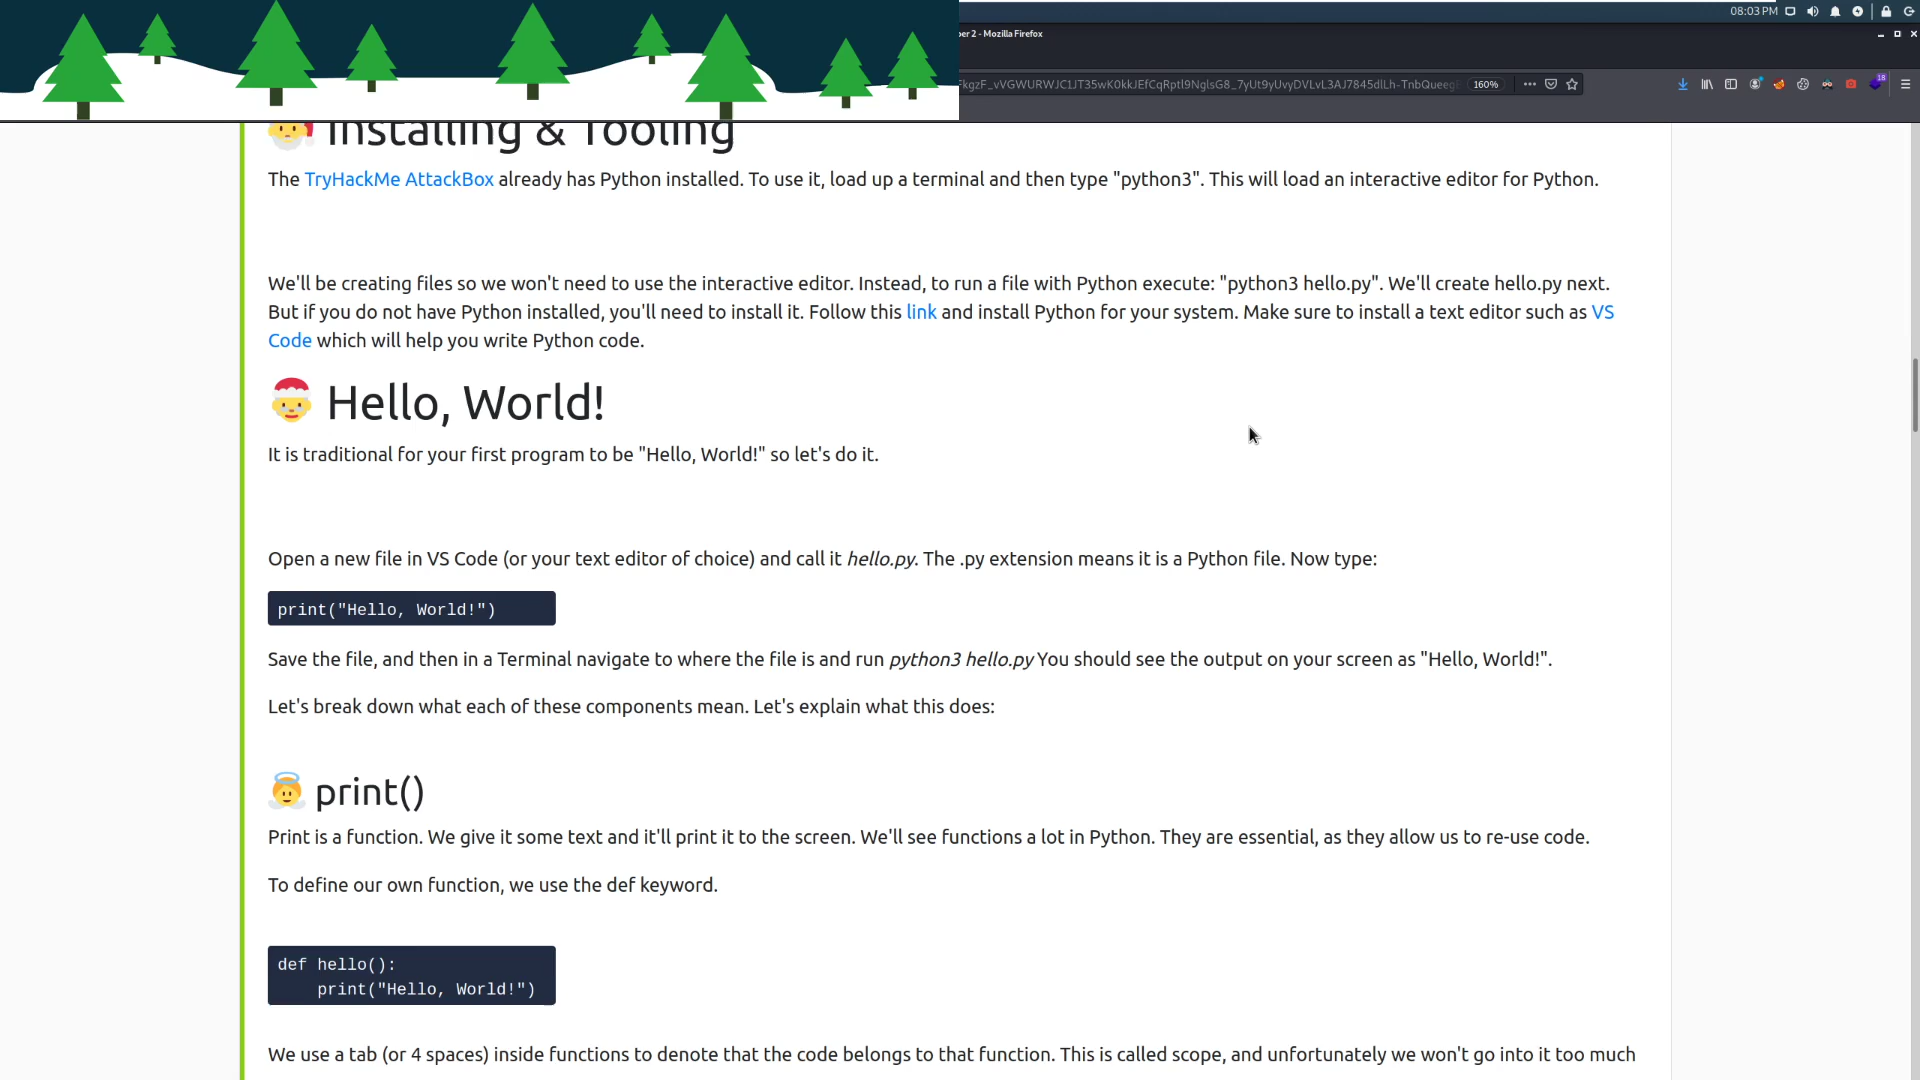 08:03 PM
per 2 - Mozilla Firefox
160%
18
Installing & Tooling
The TryHackMe AttackBox already has Python installed. To use it, load up a terminal and then type "python3". This will load an interactive editor for Python.
We'll be creating files so we won't need to use the interactive editor. Instead, to run a file with Python execute: "python3 hello.py". We'll create hello.py next.
But if you do not have Python installed, you'll need to install it. Follow this link and install Python for your system. Make sure to install a text editor such as VS
Code which will help you write Python code.
Hello, World!
It is traditional for your first program to be "Hello, World!" so let's do it.
Open a new file in VS Code (or your text editor of choice) and call it hello.py. The .py extension means it is a Python file. Now type:
print("Hello, World!")
Save the file, and then in a Terminal navigate to where the file is and run python3 hello.py You should see the output on your screen as "Hello, World!".
Let's break down what each of these components mean. Let's explain what this does:
print()
Print is a function. We give it some text and it'll print it to the screen. We'll see functions a lot in Python. They are essential, as they allow us to re-use code.
To define our own function, we use the def keyword.
def hello():
    print("Hello, World!")
We use a tab (or 4 spaces) inside functions to denote that the code belongs to that function. This is called scope, and unfortunately we won't go into it too much